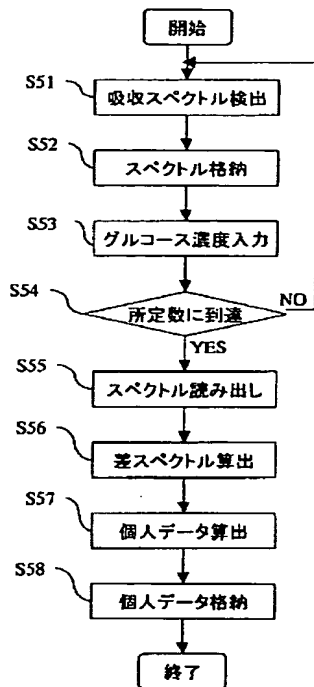 開始
S51
吸収スペクトル検出
S52
スペクトル格納
S53
グルコース濃度入力
S54
所定数に到達
NO
YES
S55
スペクトル読み出し
S56
差スペクトル算出
S57
個人データ算出
S58
個人データ格納
終了